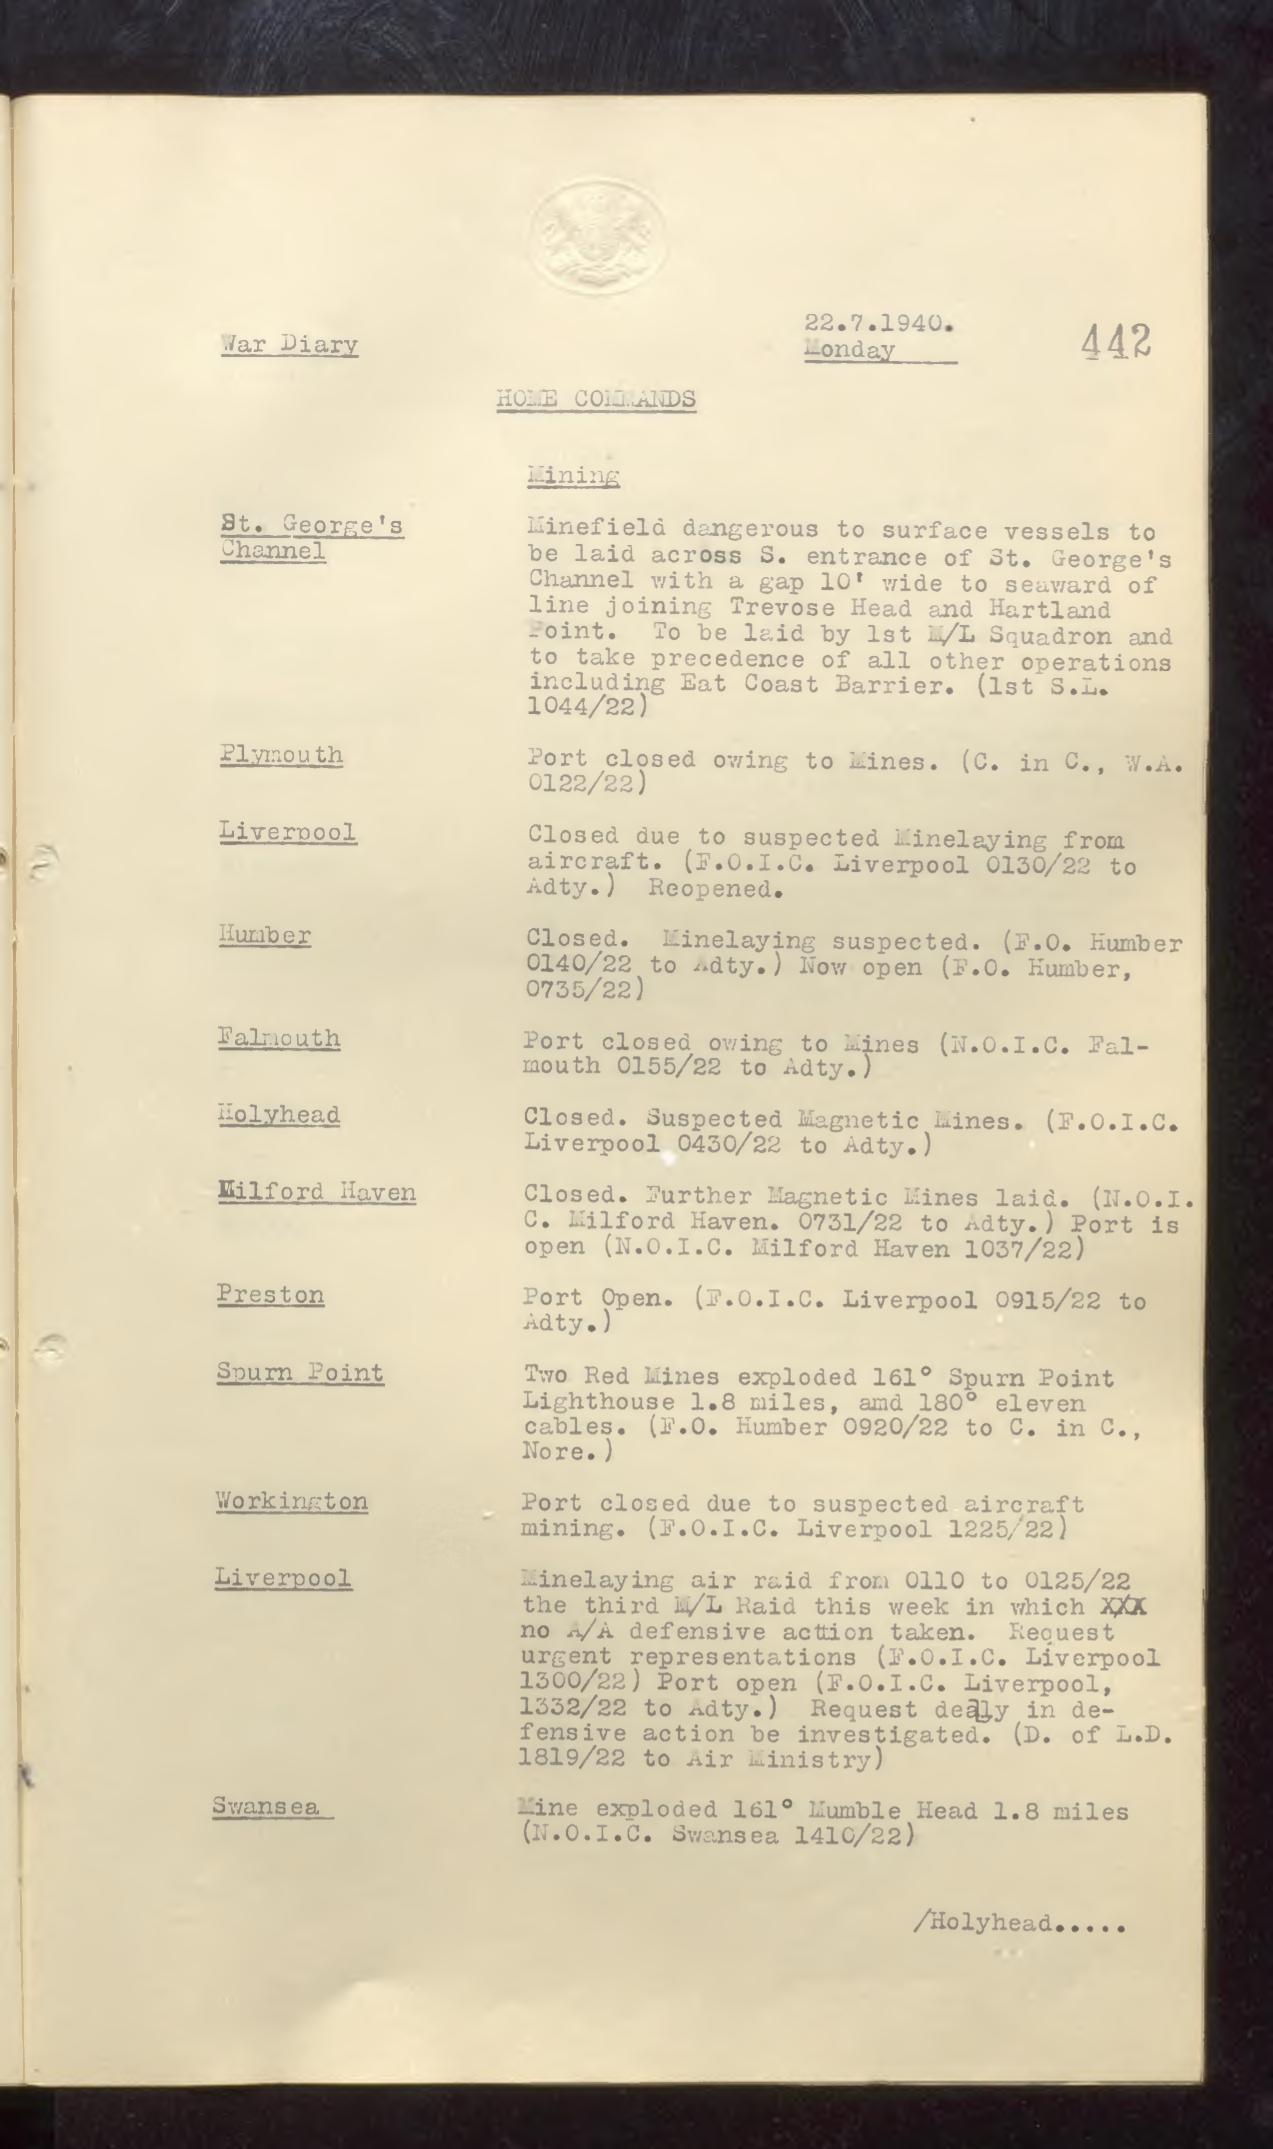 War Diary
22.7.1940.
Monday
442
HOME COMMANDS
Mining
St. George's
Channel
Minefield dangerous to surface vessels to
be laid across S. entrance of St. George's
Channel with a gap 10' wide to seaward of
line joining Trevose Head and Hartland
Point. To be laid by 1st M/L Squadron and
to take precedence of all other operations
including Eat Coast Barrier. (1st S.L.
1044/22)
Plymouth
Port closed owing to Mines. (C. in C., W.A.
0122/22)
Liverpool
Closed due to suspected Minelaying from
aircraft. (F.O.I.C. Liverpool 0130/22 to
Adty.) Reopened.
Humber
Closed. Minelaying suspected. (F.O. Humber
0140/22 to Adty.) Now open (F.O. Humber,
0735/22)
Falmouth
Port closed owing to Mines (N.O.I.C. Fal-
mouth 0155/22 to Adty.)
Holyhead
Closed. Suspected Magnetic Mines. (F.O.I.C.
Liverpool 0430/22 to Adty.)
Milford Haven
Closed. Further Magnetic Mines laid. (N.O.I.
C. Milford Haven. 0731/22 to Adty.) Port is
open (N.O.I.C. Milford Haven 1037/22)
Preston
Port Open. (F.O.I.C. Liverpool 0915/22 to
Adty.)
Spurn Point
Two Red Mines exploded 161° Spurn Point
Lighthouse 1.8 miles, amd 180° eleven
cables. (F.O. Humber 0920/22 to C. in C.,
Nore.)
Workington
Port closed due to suspected aircraft
mining. (F.O.I.C. Liverpool 1225/22)
Liverpool
Minelaying air raid from 0110 to 0125/22
the third M/L Raid this week in which XXX
no A/A defensive acttion taken. Request
urgent representations (F.O.I.C. Liverpool
1300/22) Port open (F.O.I.C. Liverpool,
1332/22 to Adty.) Request dealy in de-
fensive action be investigated. (D. of L.D.
1819/22 to Air Ministry)
Swansea
Mine exploded 161° Mumble Head 1.8 miles
(N.O.I.C. Swansea 1410/22)
/Holyhead.....